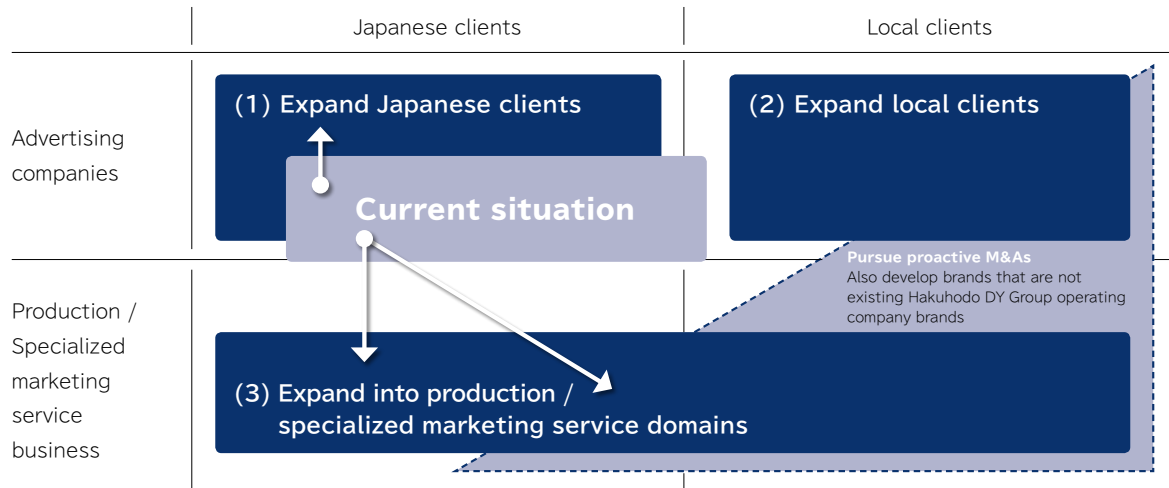 Japanese clients
Local clients
Advertising
companies
(1) Expand Japanese clients
(2) Expand local clients
Current situation
Pursue proactive M&As
Also develop brands that are not
existing Hakuhodo DY Group operating
company brands
Production /
Specialized
marketing
service
business
(3) Expand into production /
specialized marketing service domains